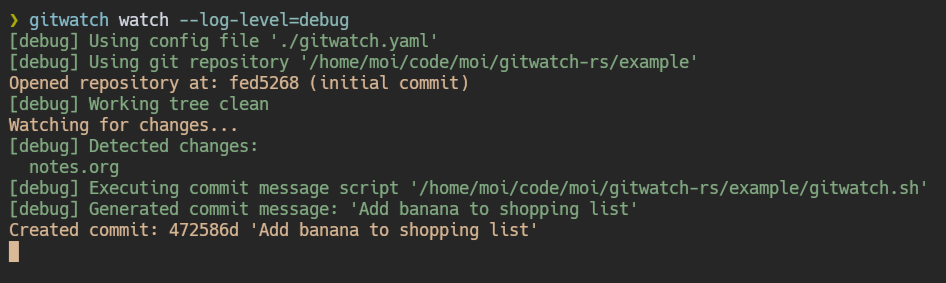 ❯ gitwatch watch --log-level=debug
[debug] Using config file './gitwatch.yaml'
[debug] Using git repository '/home/moi/code/moi/gitwatch-rs/example'
Opened repository at: fed5268 (initial commit)
[debug] Working tree clean
Watching for changes...
[debug] Detected changes:
  notes.org
[debug] Executing commit message script '/home/moi/code/moi/gitwatch-rs/example/gitwatch.sh'
[debug] Generated commit message: 'Add banana to shopping list'
Created commit: 472586d 'Add banana to shopping list'